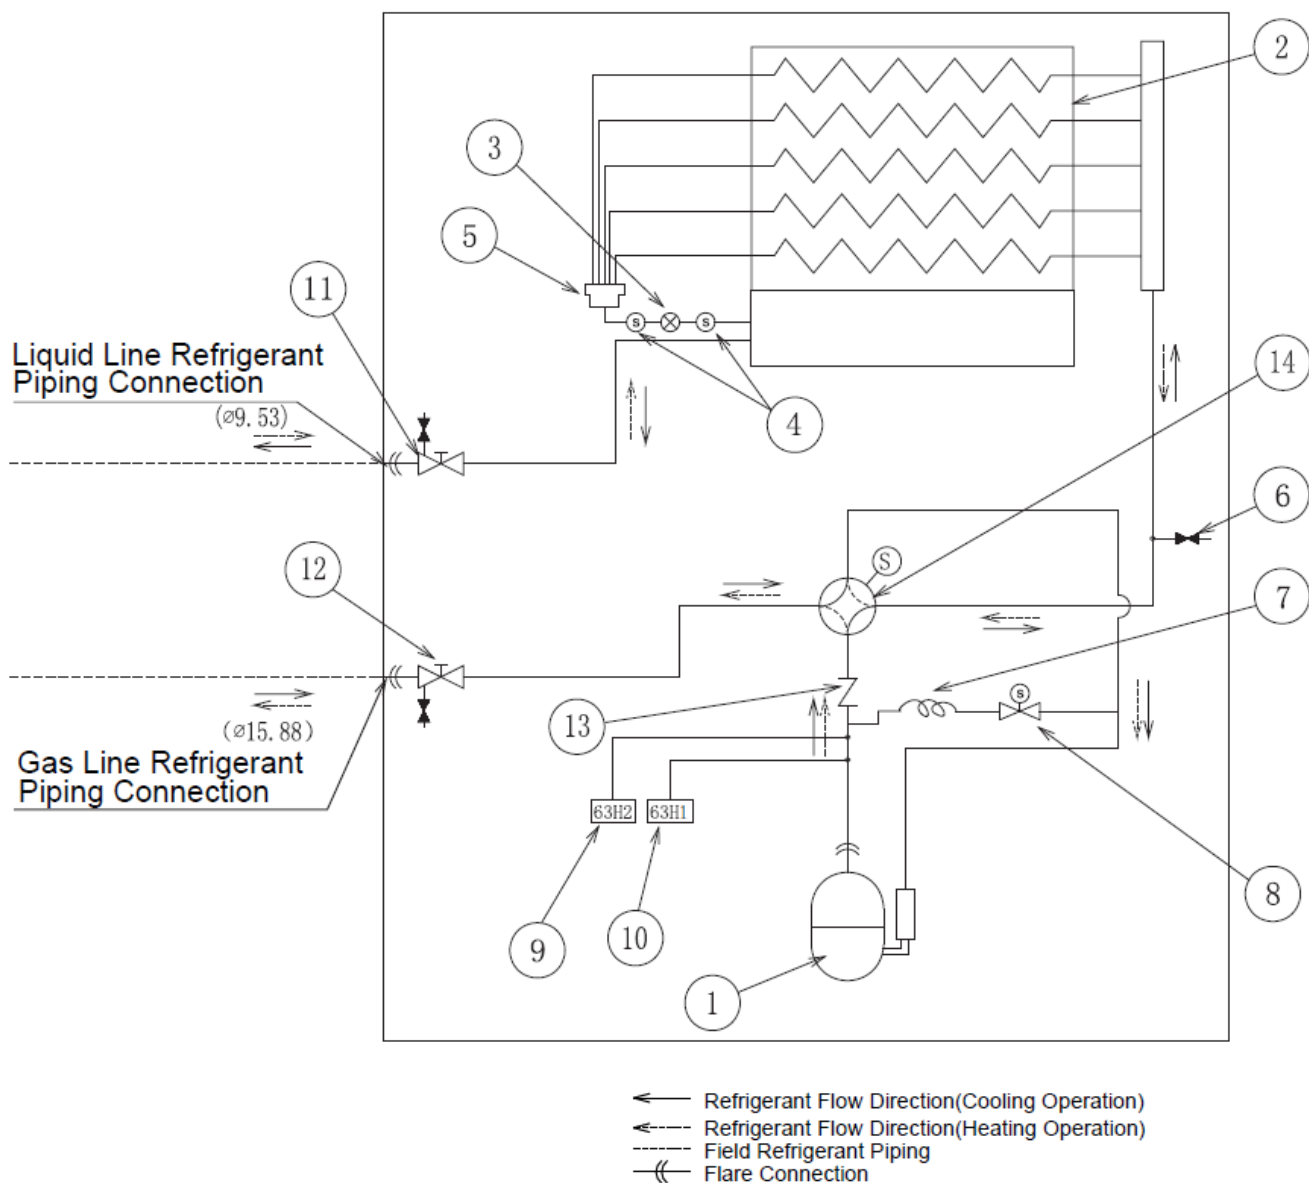 2
3
5
11
Liquid Line Refrigerant
Piping Connection
(ø9.53)
S
S
14
4
6
12
S
7
13
S
(ø15.88)
Gas Line Refrigerant
Piping Connection
63H2
63H1
8
9
10
1
Refrigerant Flow Direction(Cooling Operation)
Refrigerant Flow Direction(Heating Operation)
Field Refrigerant Piping
Flare Connection